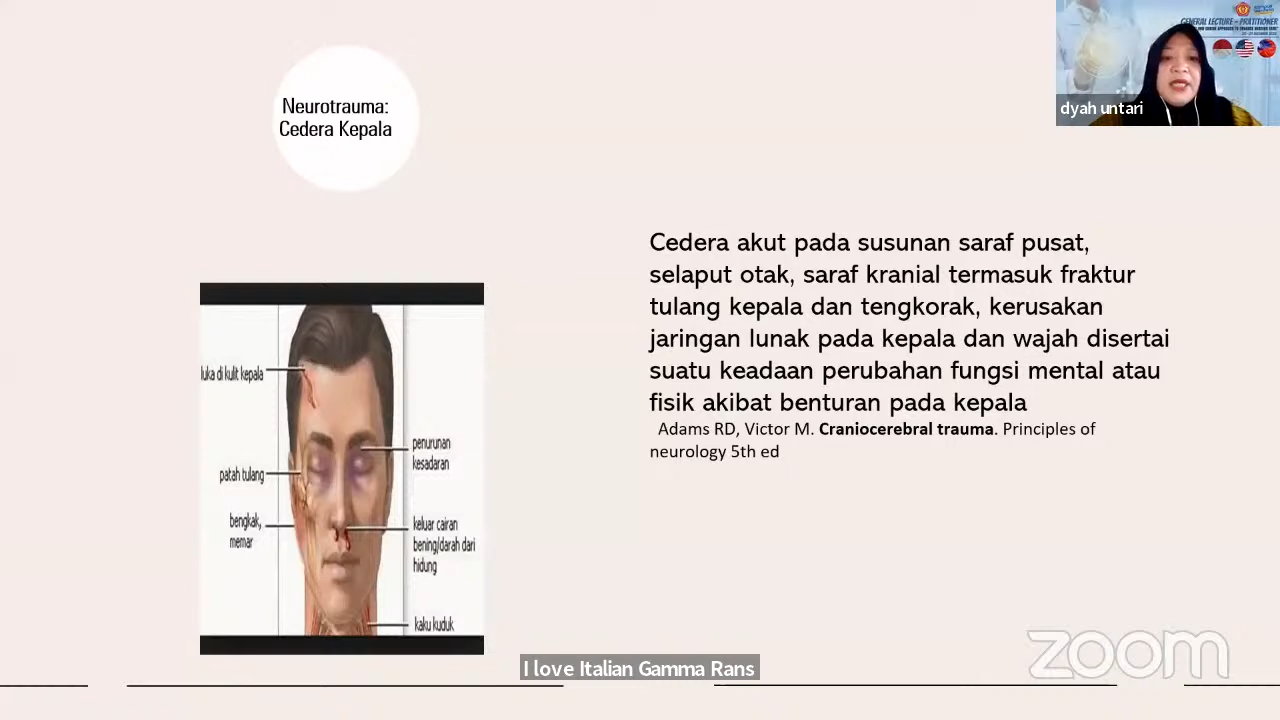 Neurotrauma:
Cedera Kepala
GENERAL LECTURE - PRATITIONER
dyah untari
Cedera akut pada susunan saraf pusat,
selaput otak, saraf kranial termasuk fraktur
tulang kepala dan tengkorak, kerusakan
jaringan lunak pada kepala dan wajah disertai
suatu keadaan perubahan fungsi mental atau
fisik akibat benturan pada kepala
Adams RD, Victor M. Craniocerebral trauma. Principles of
neurology 5th ed
luka di kulit kepala
patah tulang
bengkak,
memar
penurunan
kesadaran
keluar cairan
bening/darah dari
hidung
kaku kuduk
I love Italian Gamma Rans
zoom